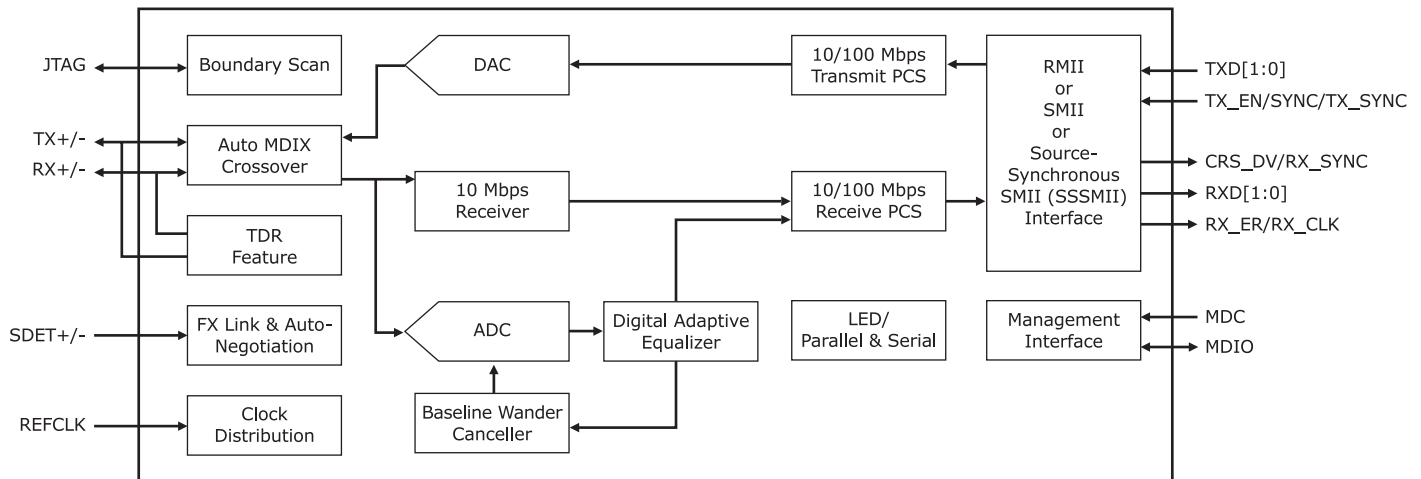 JTAG
Boundary Scan
DAC
10/100 Mbps
Transmit PCS
RMII
or
SMII
or
Source-
Synchronous
SMII (SSSMII)
Interface
TXD[1:0]
TX_EN/SYNC/TX_SYNC
CRS_DV/RX_SYNC
RXD[1:0]
RX_ER/RX_CLK
TX+/-
RX+/-
Auto MDIX
Crossover
10 Mbps
Receiver
10/100 Mbps
Receive PCS
TDR
Feature
SDET+/-
FX Link & Auto-
Negotiation
ADC
Digital Adaptive
Equalizer
LED/
Parallel & Serial
Management
Interface
MDC
MDIO
REFCLK
Clock
Distribution
Baseline Wander
Canceller